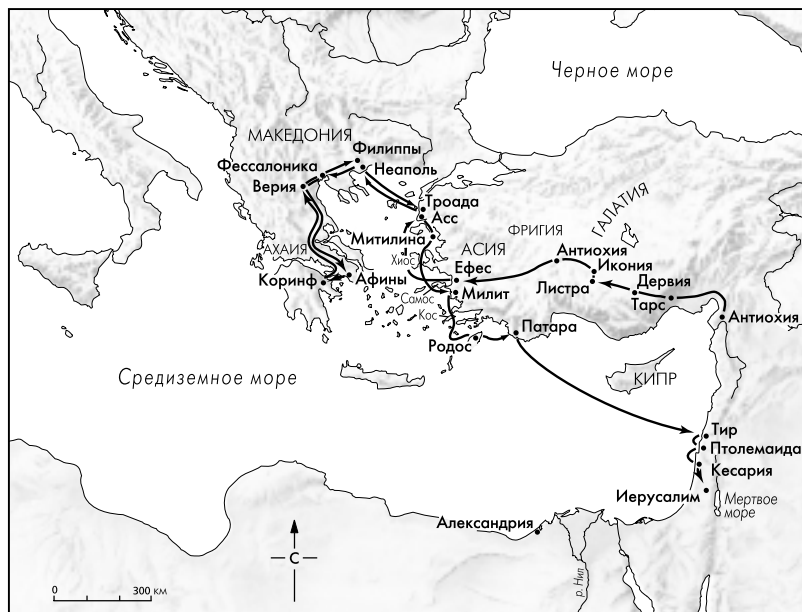 Черное море
МАКЕДОНИЯ
Филиппы
Фессалоника
Неаполь
Верия
Троада
Асс
ГАЛАТИЯ
ФРИГИЯ
Митилина
АХАИЯ
АСИЯ
Антиохия
Хиос
Икония
Ефес
Дервия
Коринф
Афины
Листра
Милит
Самос
Тарс
Кос
Антиохия
Патара
Родос
Средиземное море
КИПР
Тир
Птолемаида
Кесария
Иерусалим
Мертвое
море
Александрия
С
р. Нил
0 300 км